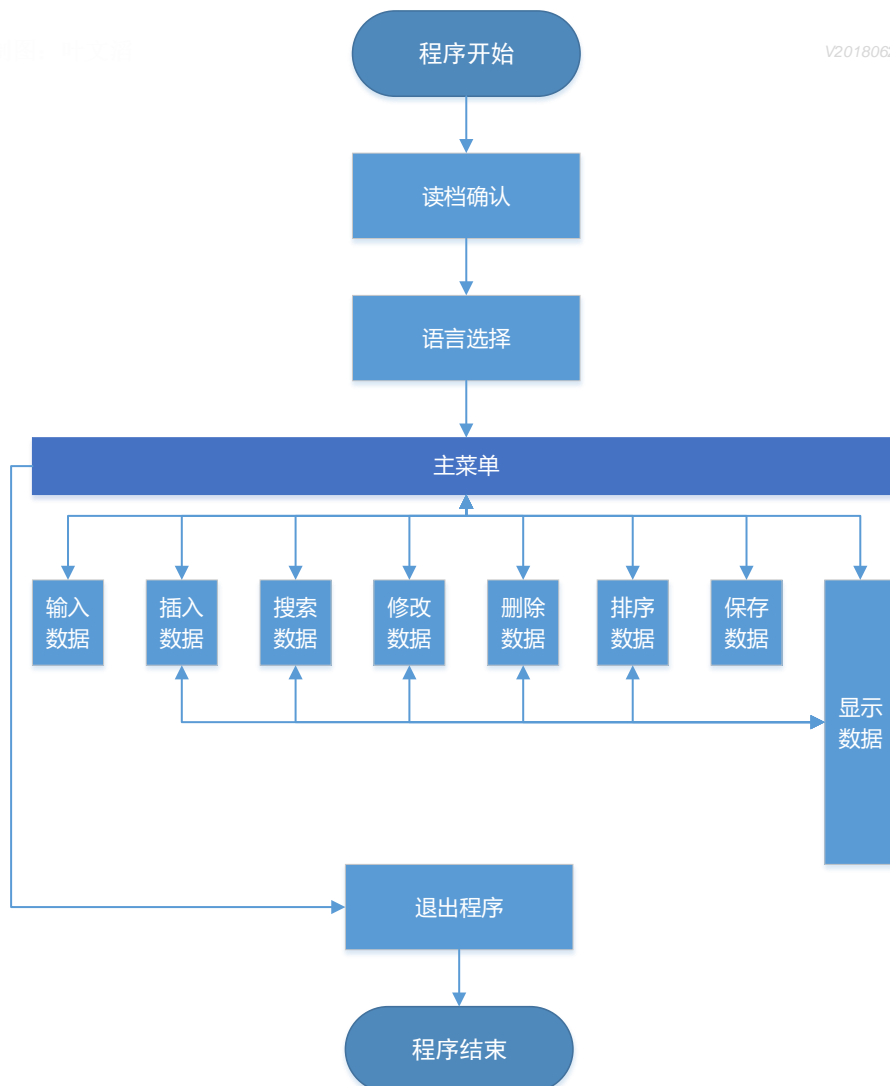 程序开始
V201806
读档确认
语言选择
主菜单
输入
数据
插入
数据
搜索
数据
修改
数据
删除
数据
排序
数据
保存
数据
显示
数据
退出程序
程序结束